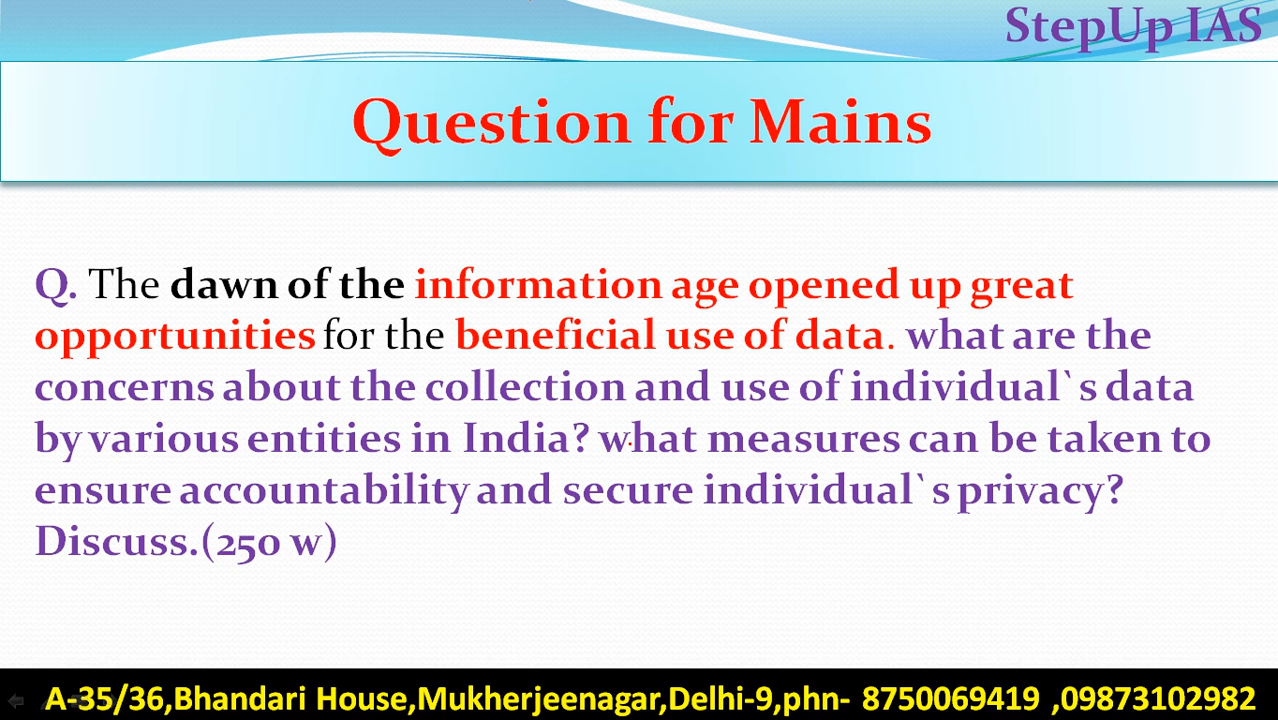 StepUp IAS
Question for Mains
Q. The dawn of the information age opened up great
opportunities for the beneficial use of data. what are the
concerns about the collection and use of individual`s data
by various entities in India? what measures can be taken to
ensure accountability and secure individual`s privacy?
Discuss.(250 w)
A-35/36,Bhandari House,Mukherjeenagar,Delhi-9,phn- 8750069419 ,09873102982